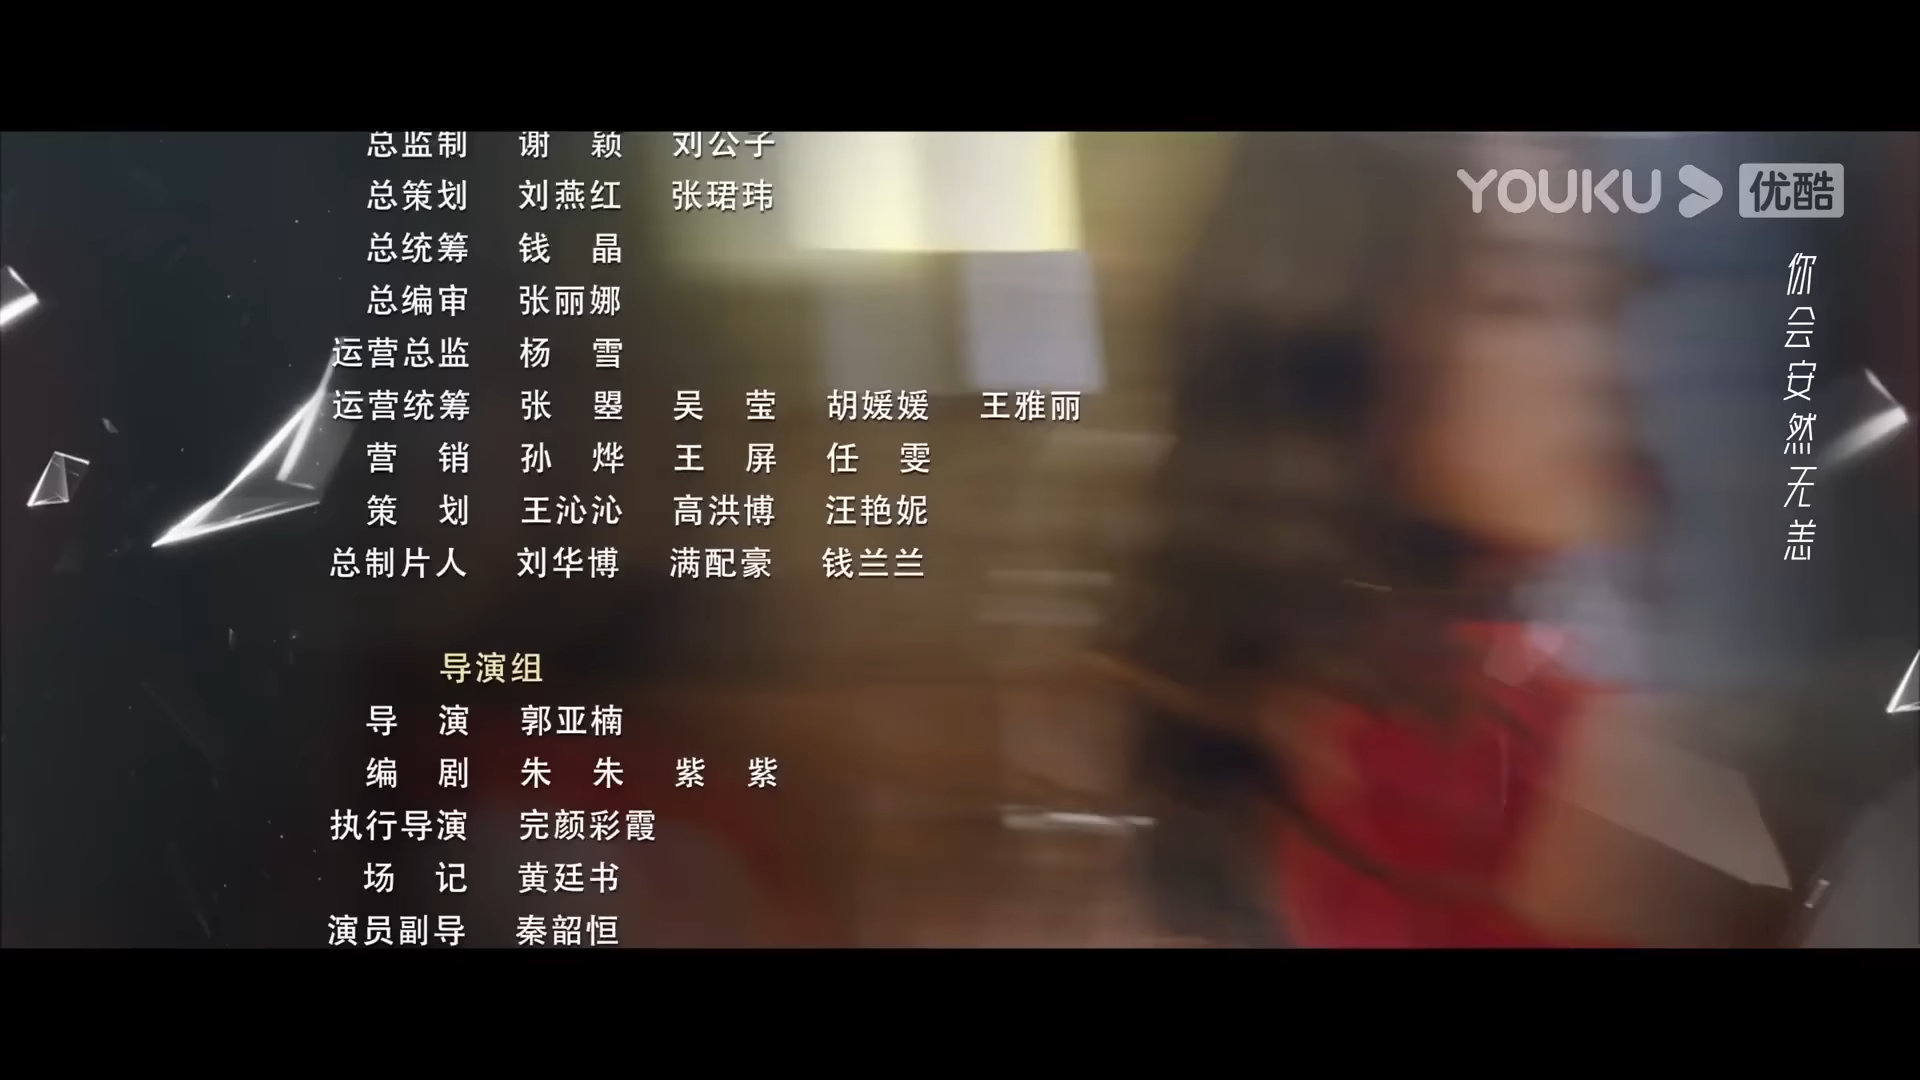 总监制 谢颖 刘公子
总策划 刘燕红 张珺玮
总统筹 钱晶
总编审 张丽娜
运营总监 杨雪
运营统筹 张曌 吴莹 胡媛媛 王雅丽
营销 孙烨 王屏 任雯
策划 王沁沁 高洪博 汪艳妮
总制片人 刘华博 满配豪 钱兰兰
导演组
导演 郭亚楠
编剧 朱朱 紫紫
执行导演 完颜彩霞
场记 黄廷书
演员副导 秦韶恒
YOUKU 优酷
你会安然无恙